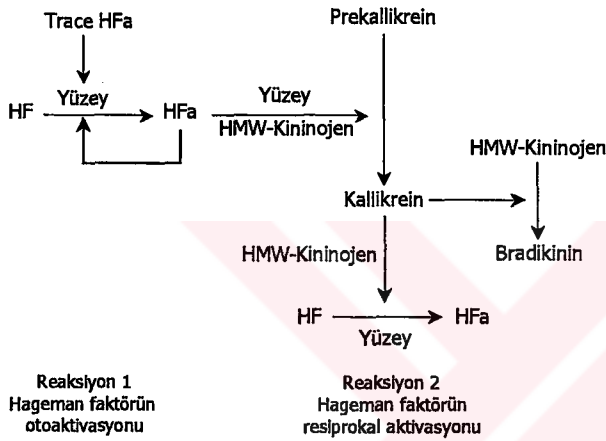 Trace HFa
Prekallikrein
HF
Yüzey
HFa
Yüzey
HMW-Kininojen
HMW-Kininojen
Kallikrein
HMW-Kininojen
Bradikinin
HF
HFa
Yüzey
Reaksiyon 1
Hageman faktörün
otoaktivasyonu
Reaksiyon 2
Hageman faktörün
resiprokal aktivasyonu